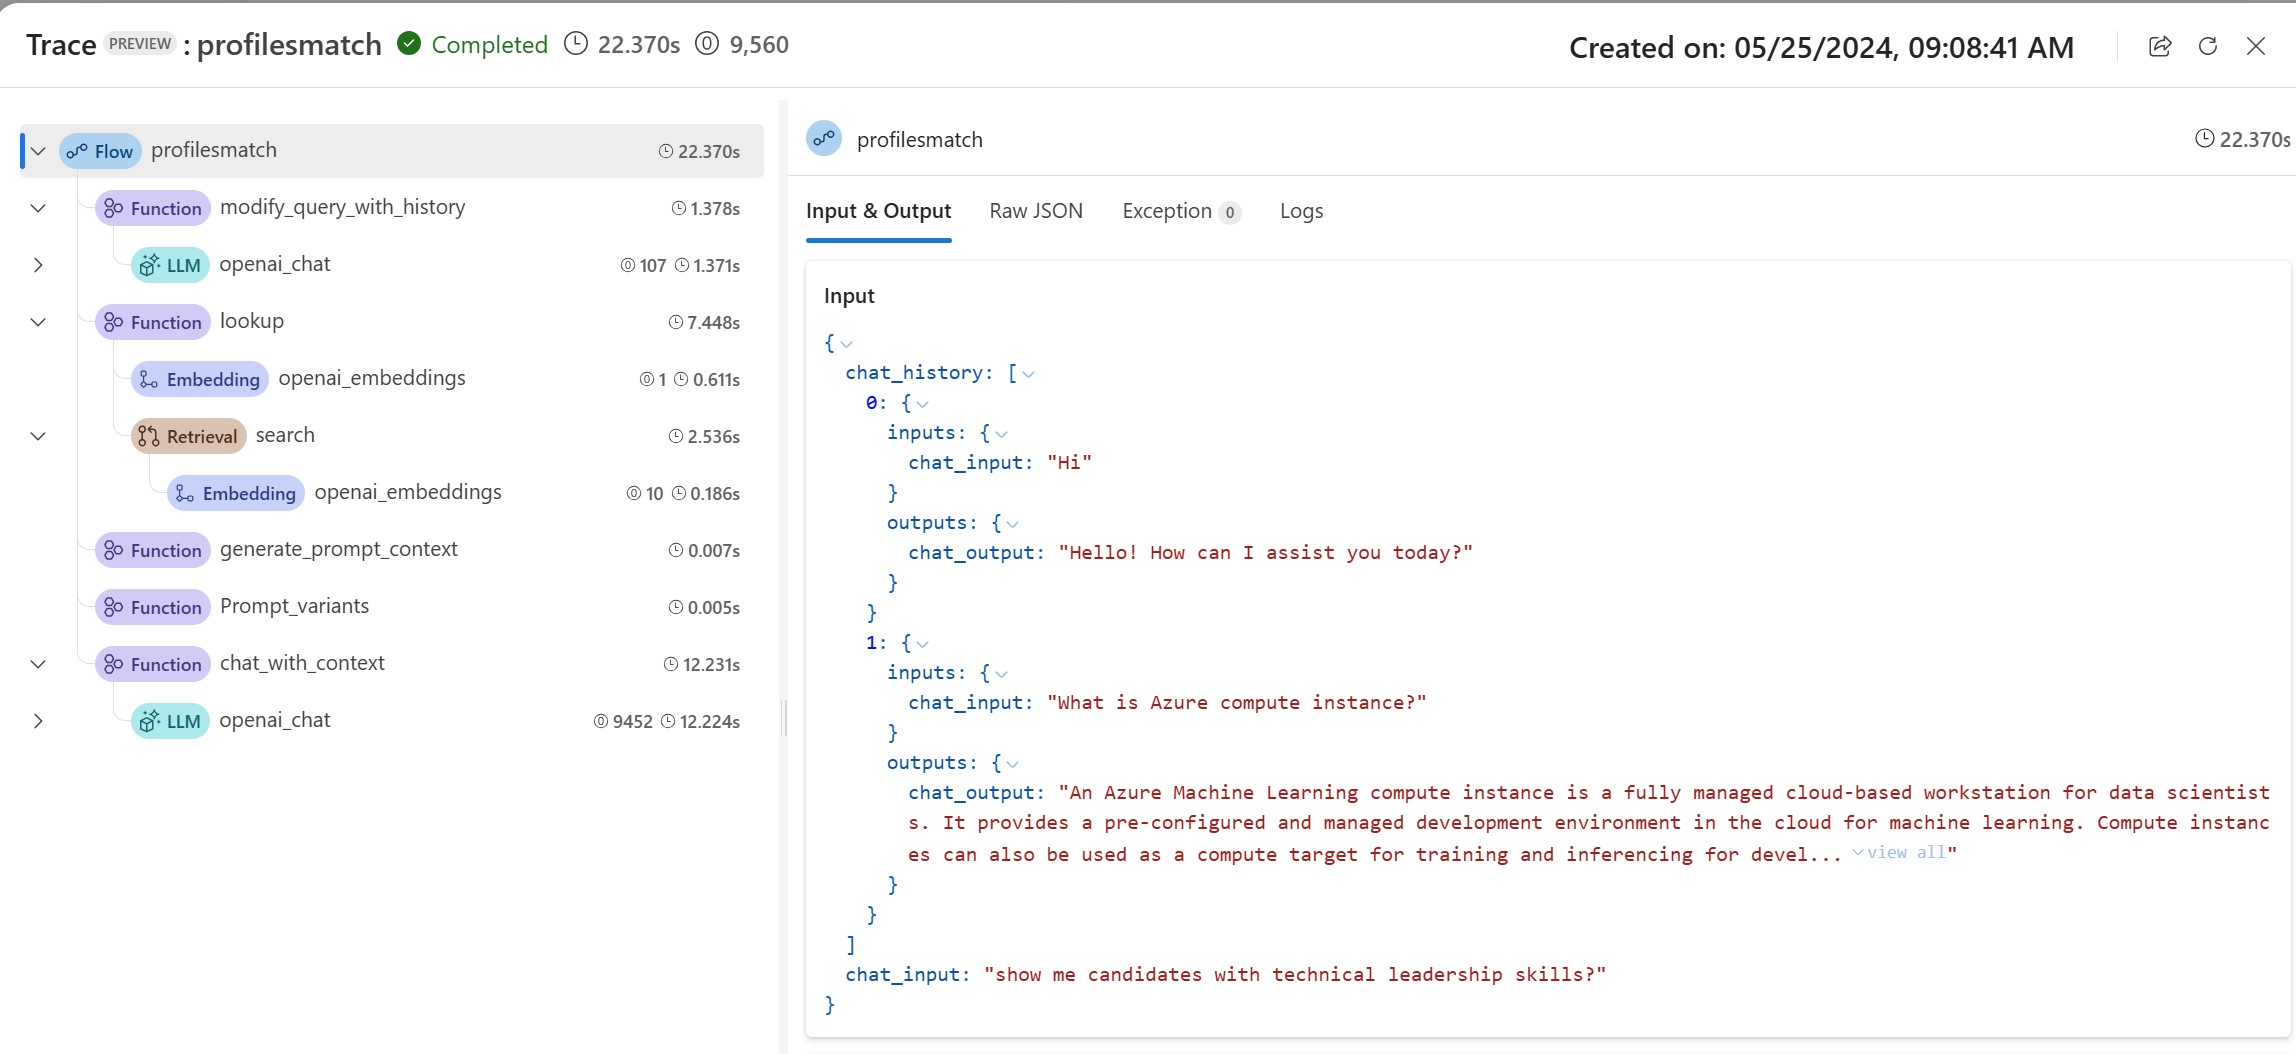 Trace PREVIEW : profilesmatch Completed 22.370s 9,560 Created on: 05/25/2024, 09:08:41 AM
Flow profilesmatch 22.370s
Function modify_query_with_history 1.378s
LLM openai_chat 107 1.371s
Function lookup 7.448s
Embedding openai_embeddings 1 0.611s
Retrieval search 2.536s
Embedding openai_embeddings 10 0.186s
Function generate_prompt_context 0.007s
Function Prompt_variants 0.005s
Function chat_with_context 12.231s
LLM openai_chat 9452 12.224s
profilesmatch 22.370s
Input & Output Raw JSON Exception 0 Logs
Input
{
chat_history: [
0: {
inputs: {
chat_input: "Hi"
}
outputs: {
chat_output: "Hello! How can I assist you today?"
}
}
1: {
inputs: {
chat_input: "What is Azure compute instance?"
}
outputs: {
chat_output: "An Azure Machine Learning compute instance is a fully managed cloud-based workstation for data scientist
s. It provides a pre-configured and managed development environment in the cloud for machine learning. Compute instanc
es can also be used as a compute target for training and inferencing for devel... view all"
}
}
]
chat_input: "show me candidates with technical leadership skills?"
}